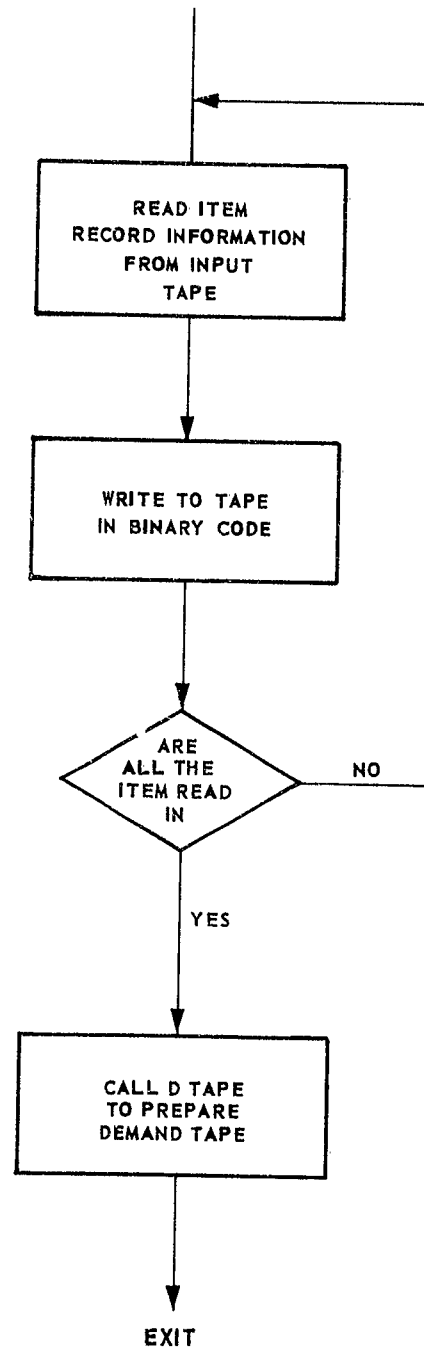 READ ITEM
RECORD INFORMATION
FROM INPUT
TAPE
WRITE TO TAPE
IN BINARY CODE
ARE
ALL THE
ITEM READ
IN
NO
YES
CALL D TAPE
TO PREPARE
DEMAND TAPE
EXIT